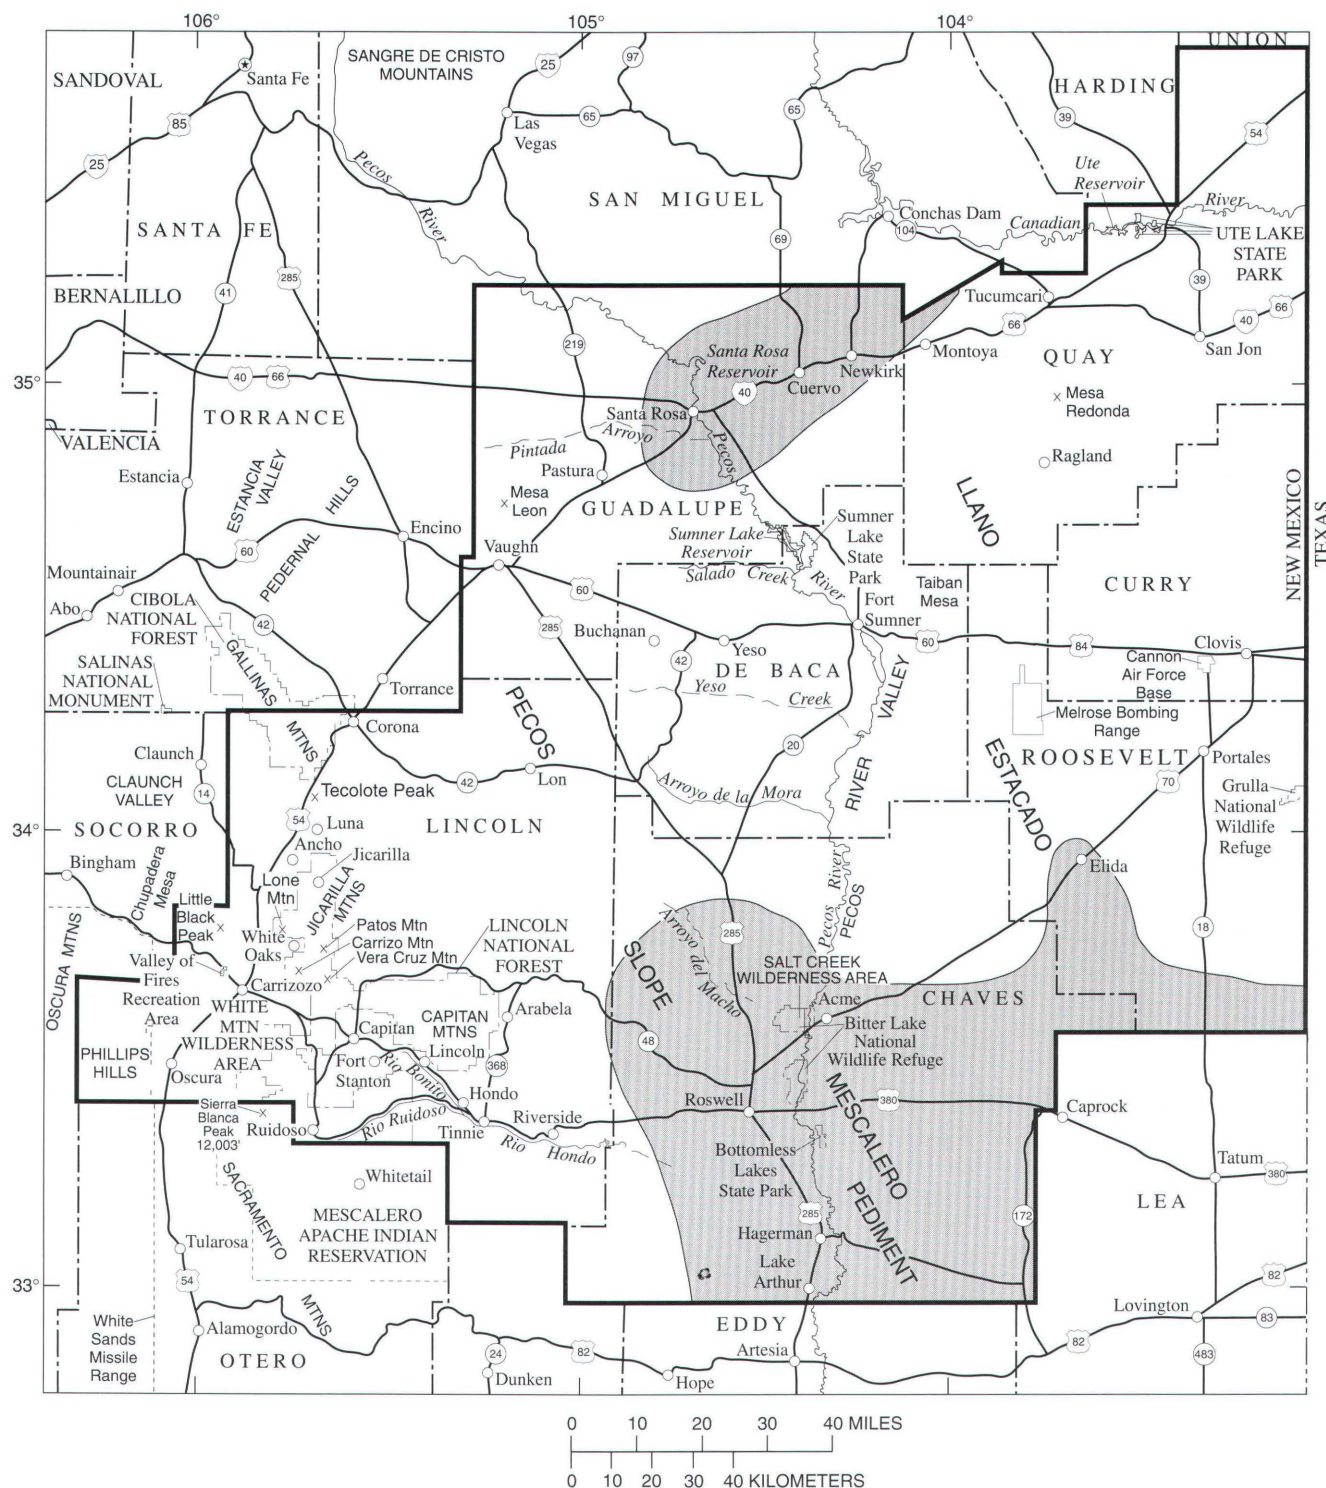 106°
105°
104°
UNION
SANDOVAL
Santa Fe
SANGRE DE CRISTO
MOUNTAINS
25
97
HARDING
85
Las
Vegas
65
65
39
54
25
Pecos
River
SAN MIGUEL
Ute
Reservoir
SANTA FE
69
Conchas Dam
104
Canadian
River
UTE LAKE
STATE
PARK
285
41
BERNALILLO
Tucumcari
39
66
40
66
San Jon
219
Santa Rosa
Reservoir
Montoya
QUAY
Newkirk
Cuervo
35°
40
66
40
Mesa
Redonda
TORRANCE
Santa Rosa
VALENCIA
Pintada
Arroyo
Pecos
Ragland
Estancia
ESTANCIA
VALLEY
HILLS
Pastura
Mesa
Leon
GUADALUPE
LLANO
NEW MEXICO
TEXAS
Encino
Sumner Lake
Reservoir
Sumner
Lake
State
Park
60
PEDERNAL
Vaughn
Salado Creek
River
Mountainair
60
Taiban
Mesa
CURRY
Abo
CIBOLA
NATIONAL
FOREST
42
285
Buchanan
Fort
Sumner
60
84
Clovis
Yeso
42
DE BACA
Cannon
Air Force
Base
SALINAS
NATIONAL
MONUMENT
GALLINAS
MTNS
Torrance
Yeso
Creek
VALLEY
Melrose Bombing
Range
Corona
PECOS
ESTACADO
ROOSEVELT
Claunch
CLAUNCH
VALLEY
14
42
Lon
20
RIVER
70
Portales
Tecolote Peak
Arroyo de la Mora
Grulla
National
Wildlife
Refuge
34°
SOCORRO
54
Luna
LINCOLN
Ancho
Bingham
Jicarilla
Elida
Chupadera
Mesa
Lone
Mtn
JICARILLA
MTNS
Pecos River
PECOS
Little
Black
Peak
Patos Mtn
Carrizo Mtn
Vera Cruz Mtn
LINCOLN
NATIONAL
FOREST
Arroyo del Macho
285
18
White
Oaks
OSCURA MTNS
Valley of
Fires
Recreation
Area
Carrizozo
SLOPE
SALT CREEK
WILDERNESS AREA
CHAVES
Acme
WHITE
MTN
WILDERNESS
AREA
CAPITAN
MTNS
Arabela
Bitter Lake
National
Wildlife Refuge
Capitan
48
PHILLIPS
HILLS
Lincoln
Fort
Stanton
Rio
Bonito
368
Oscura
Hondo
MESCALERO
PEDIMENT
Roswell
380
Caprock
Sierra
Blanca
Peak
12,003'
Ruidoso
Rio Ruidoso
Tinnie
Riverside
Rio
Hondo
Bottomless
Lakes
State Park
Tatum
380
SACRAMENTO
MTNS
Whitetail
LEA
MESCALERO
APACHE INDIAN
RESERVATION
285
172
Tularosa
Hagerman
33°
54
Lake
Arthur
82
White
Sands
Missile
Range
Alamogordo
EDDY
Lovington
83
OTERO
24
82
Artesia
82
483
Dunken
Hope
0 10 20 30 40 MILES
0 10 20 30 40 KILOMETERS